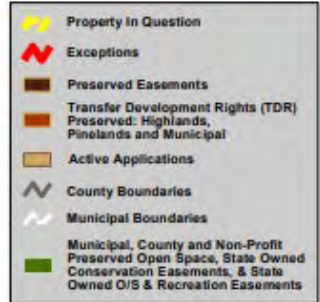 Property In Question
Exceptions
Preserved Easements
Transfer Development Rights (TDR)
Preserved: Highlands,
Pinelands and Municipal
Active Applications
County Boundaries
Municipal Boundaries
Municipal, County and Non-Profit
Preserved Open Space, State Owned
Conservation Easements, & State
Owned O/S & Recreation Easements